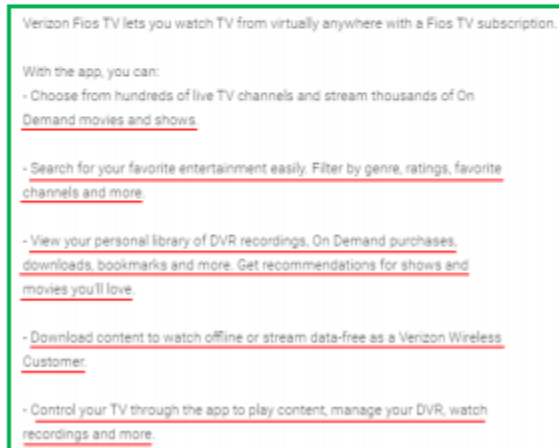 Verizon Fios TV lets you watch TV from virtually anywhere with a Fios TV subscription.
With the app, you can:
- Choose from hundreds of live TV channels and stream thousands of On
Demand movies and shows.
- Search for your favorite entertainment easily. Filter by genre, ratings, favorite
channels and more.
- View your personal library of DVR recordings, On Demand purchases,
downloads, bookmarks and more. Get recommendations for shows and
movies you'll love.
- Download content to watch offline or stream data-free as a Verizon Wireless
Customer.
- Control your TV through the app to play content, manage your DVR, watch
recordings and more.